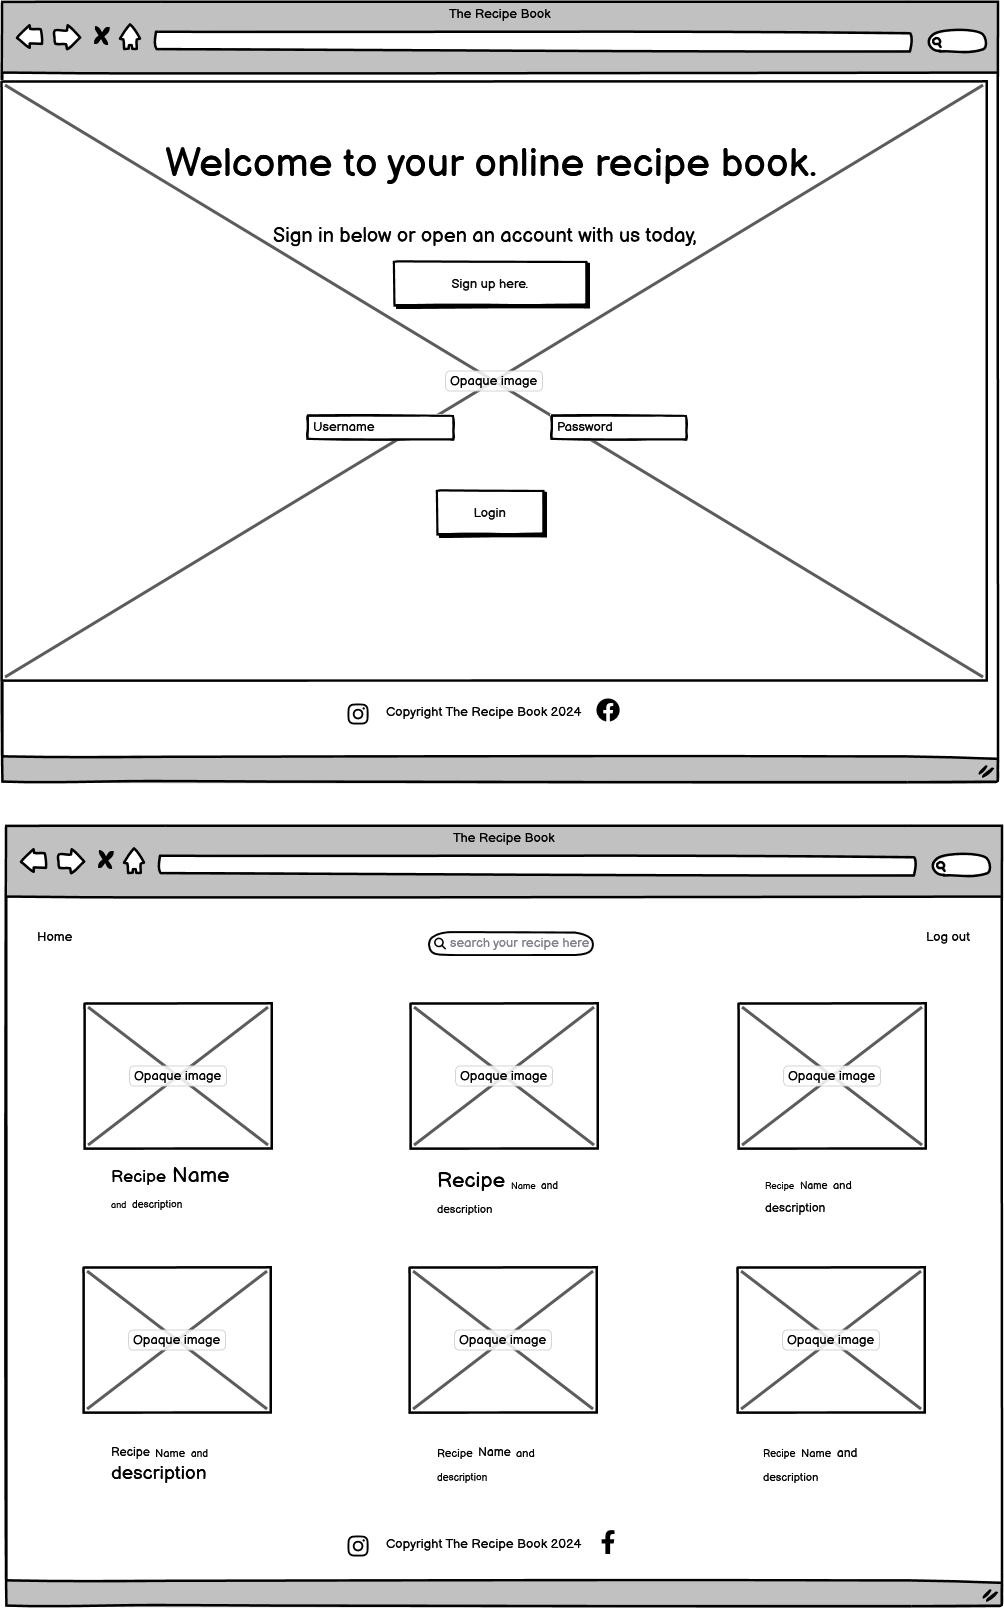 The Recipe Book
Welcome to your online recipe book.
Sign in below or open an account with us today,
Sign up here.
Opaque image
Username Password
Login
Copyright The Recipe Book 2024
The Recipe Book
Home search your recipe here Log out
Opaque image Opaque image Opaque image
Recipe Name
and description
Recipe Name and
description
Recipe Name and
description
Opaque image Opaque image Opaque image
Recipe Name and
description
Recipe Name and
description
Recipe Name and
description
Copyright The Recipe Book 2024